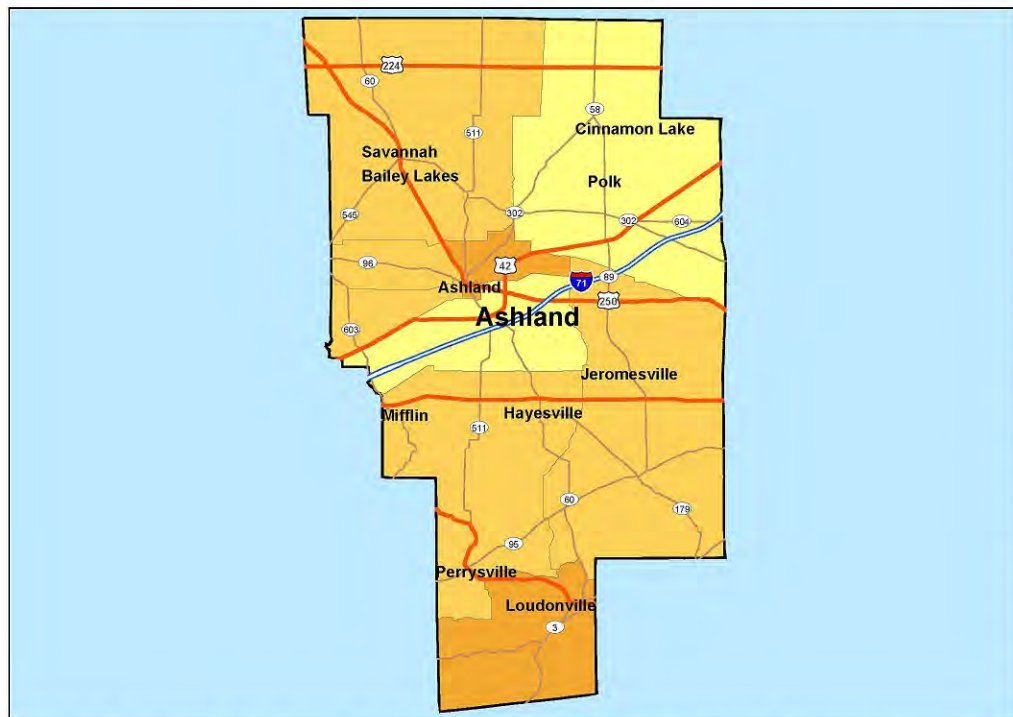 224
60
58
511
Cinnamon Lake
Savannah
Bailey Lakes
Polk
545
302
302
604
96
42
71
89
Ashland
250
Ashland
603
Jeromesville
Mifflin
Hayesville
511
60
179
95
Perrysville
Loudonville
3